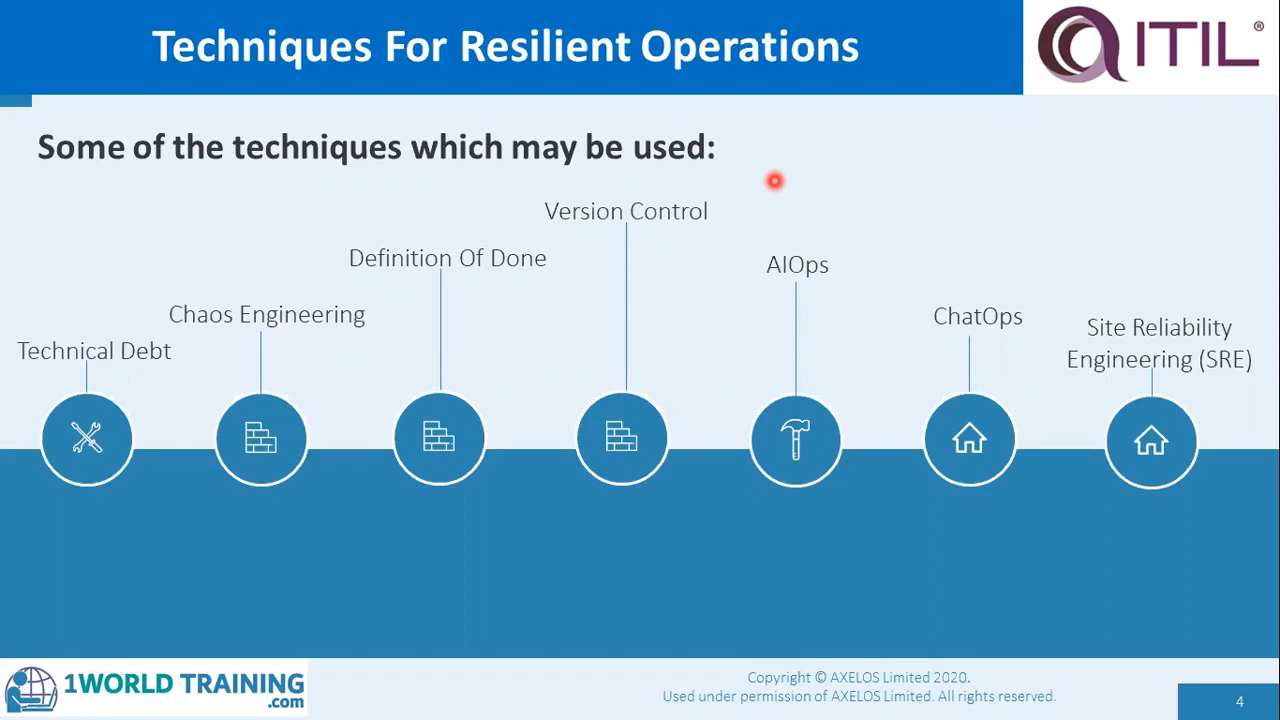 Techniques For Resilient Operations
ITIL®
Some of the techniques which may be used:
Version Control
Definition Of Done
AIOps
Chaos Engineering
ChatOps
Site Reliability
Engineering (SRE)
Technical Debt
1WORLD TRAINING
.com
Copyright © AXELOS Limited 2020.
Used under permission of AXELOS Limited. All rights reserved.
4